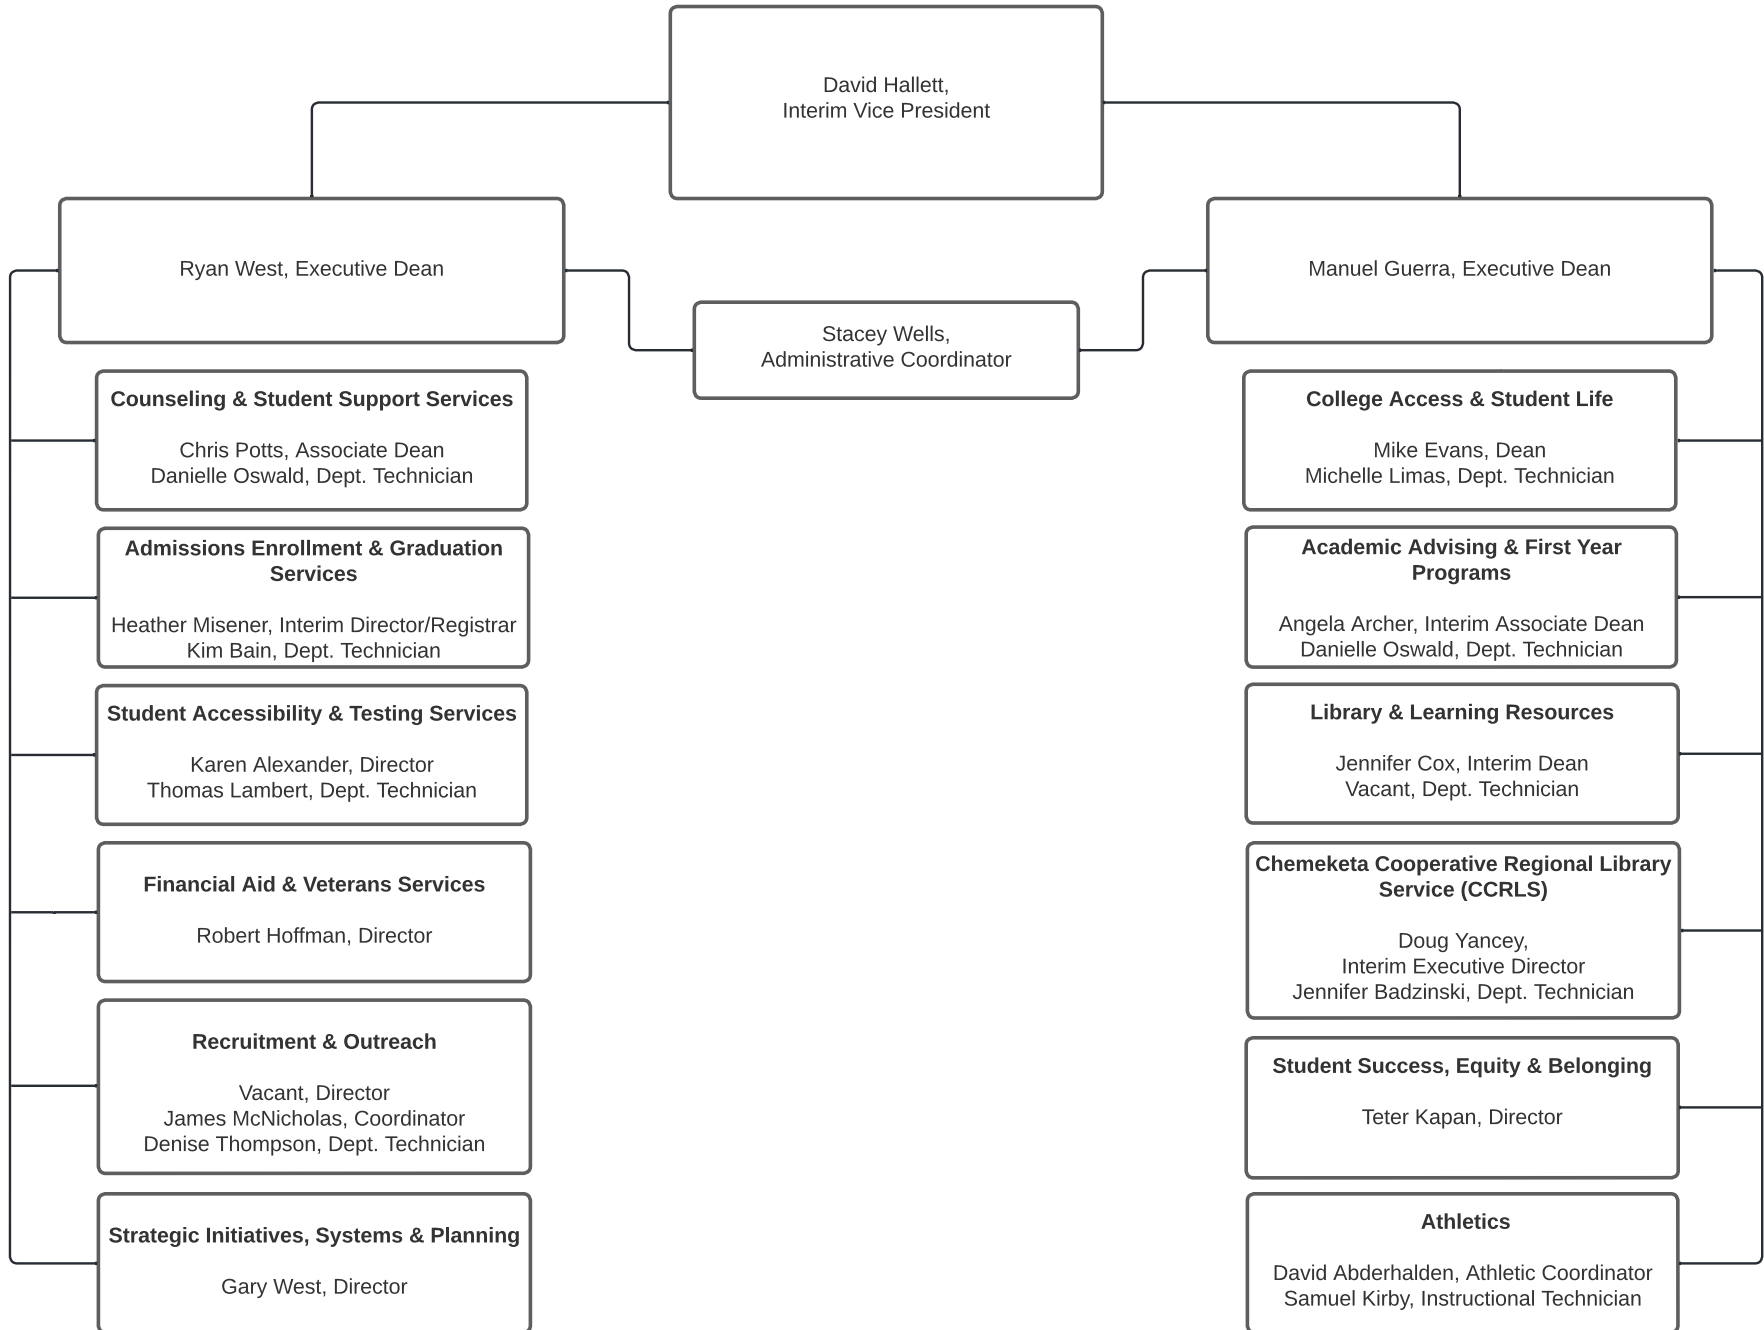 David Hallett,
Interim Vice President
Ryan West, Executive Dean
Manuel Guerra, Executive Dean
Stacey Wells,
Administrative Coordinator
Counseling & Student Support Services
Chris Potts, Associate Dean
Danielle Oswald, Dept. Technician
Admissions Enrollment & Graduation
Services
Heather Misener, Interim Director/Registrar
Kim Bain, Dept. Technician
Student Accessibility & Testing Services
Karen Alexander, Director
Thomas Lambert, Dept. Technician
Financial Aid & Veterans Services
Robert Hoffman, Director
Recruitment & Outreach
Vacant, Director
James McNicholas, Coordinator
Denise Thompson, Dept. Technician
Strategic Initiatives, Systems & Planning
Gary West, Director
College Access & Student Life
Mike Evans, Dean
Michelle Limas, Dept. Technician
Academic Advising & First Year
Programs
Angela Archer, Interim Associate Dean
Danielle Oswald, Dept. Technician
Library & Learning Resources
Jennifer Cox, Interim Dean
Vacant, Dept. Technician
Chemeketa Cooperative Regional Library
Service (CCRLS)
Doug Yancey,
Interim Executive Director
Jennifer Badzinski, Dept. Technician
Student Success, Equity & Belonging
Teter Kapan, Director
Athletics
David Abderhalden, Athletic Coordinator
Samuel Kirby, Instructional Technician